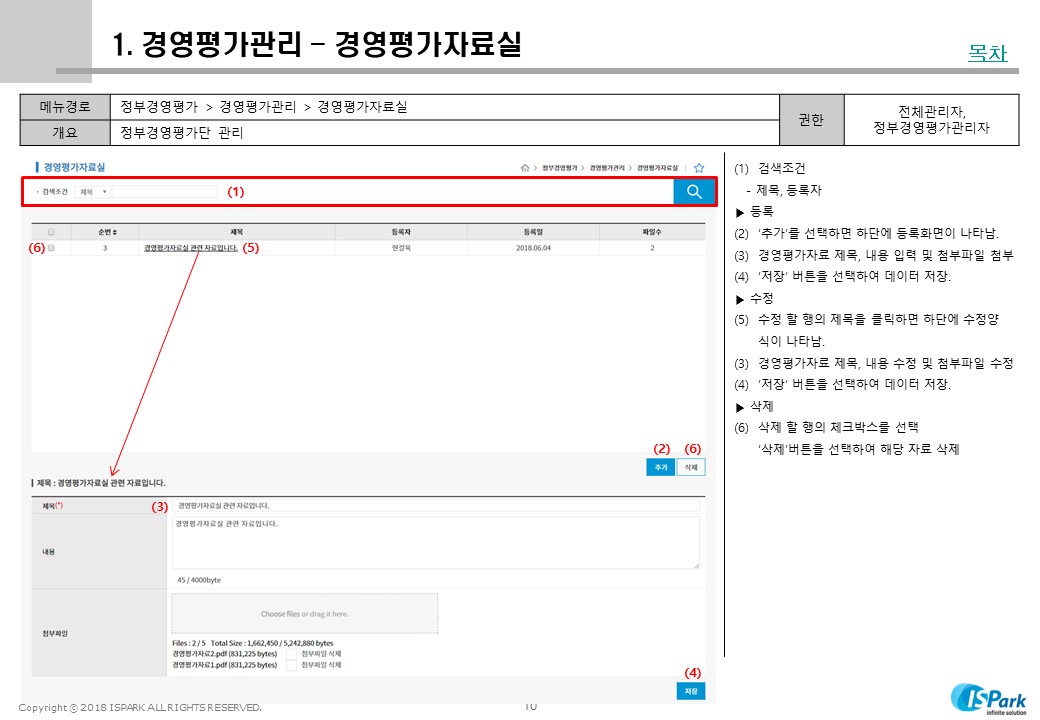 1. 경영평가관리 – 경영평가자료실
목차
메뉴경로
정부경영평가 > 경영평가관리 > 경영평가자료실
권한
전체관리자,
정부경영평가관리자
개요
정부경영평가단 관리
경영평가자료실
정부경영평가 > 경영평가관리 > 경영평가자료실
검색조건 제목 (1)
순번 제목 등록자 등록일 파일수
(6) 3 경영평가자료실 관련 자료입니다. (5) 현결욱 2018.06.04 2
(2) (6)
추가 삭제
제목 : 경영평가자료실 관련 자료입니다.
제목(*) (3) 경영평가자료실 관련 자료입니다.
내용
경영평가자료실 관련 자료입니다.
45 / 4000byte
첨부파일
Choose files or drag it here.
Files : 2 / 5 Total Size : 1,662,450 / 5,242,880 bytes
경영평가자료2.pdf (831,225 bytes) 첨부파일 삭제
경영평가자료1.pdf (831,225 bytes) 첨부파일 삭제
(4)
저장
(1) 검색조건
- 제목, 등록자
▶ 등록
(2) '추가'를 선택하면 하단에 등록화면이 나타남.
(3) 경영평가자료 제목, 내용 입력 및 첨부파일 첨부
(4) '저장' 버튼을 선택하여 데이터 저장.
▶ 수정
(5) 수정 할 행의 제목을 클릭하면 하단에 수정양
식이 나타남.
(3) 경영평가자료 제목, 내용 수정 및 첨부파일 수정
(4) '저장' 버튼을 선택하여 데이터 저장.
▶ 삭제
(6) 삭제 할 행의 체크박스를 선택
'삭제'버튼을 선택하여 해당 자료 삭제
Copyright ⓒ 2018 ISPARK ALL RIGHTS RESERVED.
10
ISPark
infinite solution